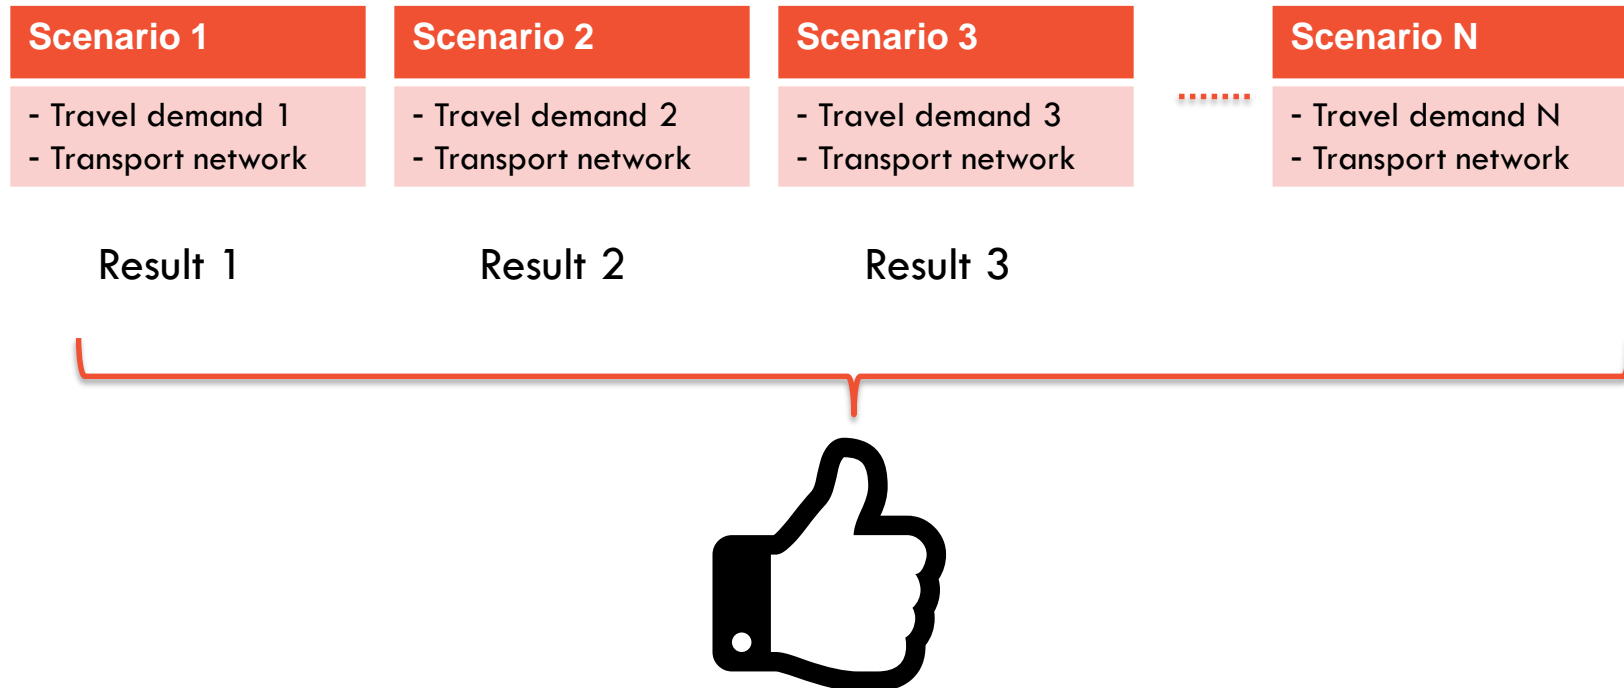 Scenario 1
- Travel demand 1
- Transport network
Scenario 2
- Travel demand 2
- Transport network
Scenario 3
- Travel demand 3
- Transport network
Scenario N
- Travel demand N
- Transport network
Result 1
Result 2
Result 3